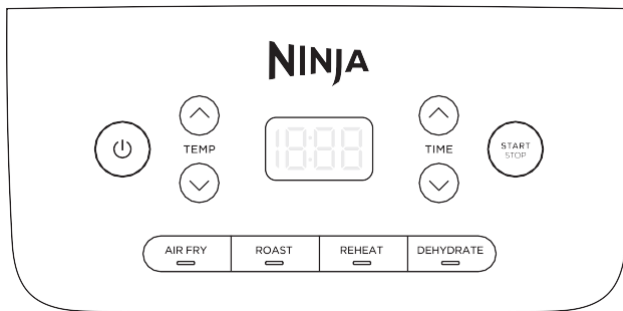 NINJA
TEMP
18:88
TIME
START
STOP
AIR FRY
ROAST
REHEAT
DEHYDRATE